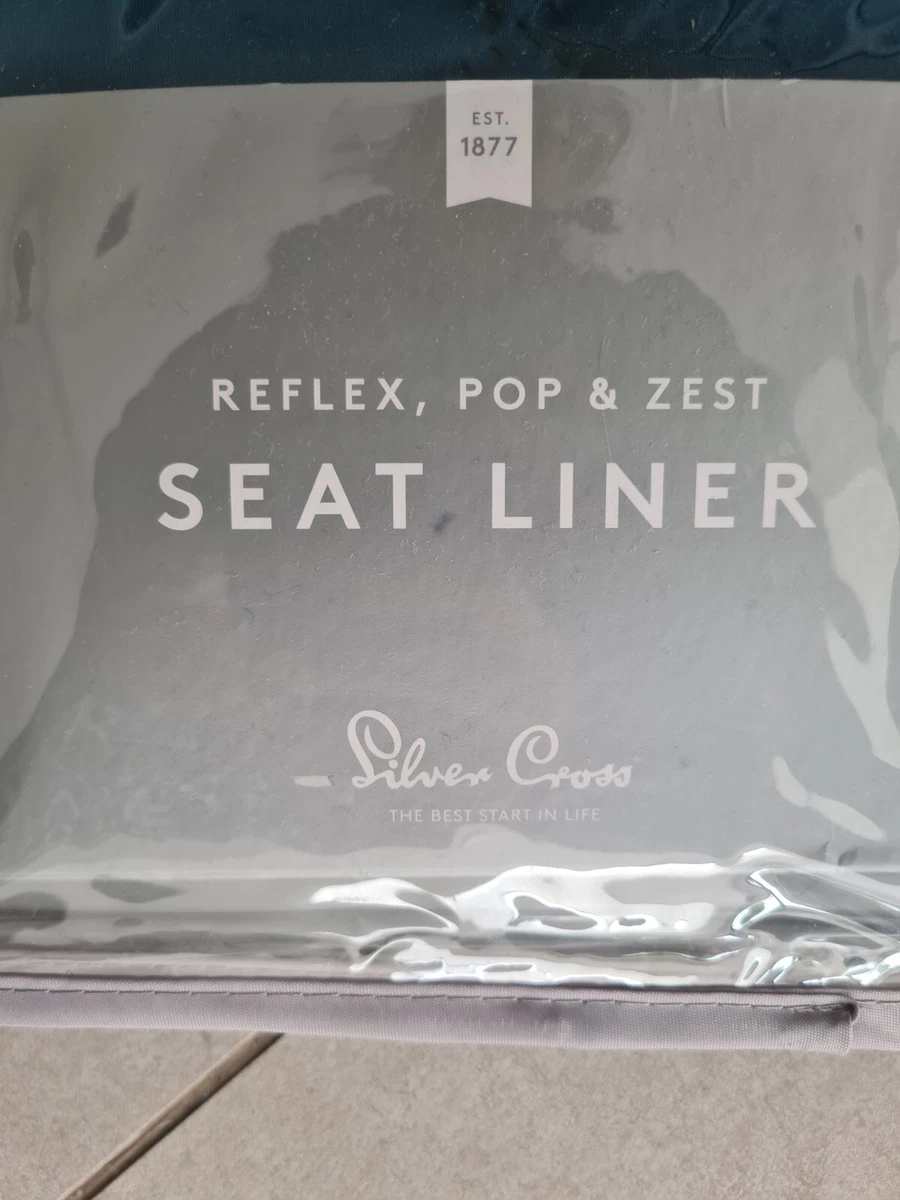 EST.
1877
REFLEX, POP & ZEST
SEAT LINER
Silver Cross
THE BEST START IN LIFE